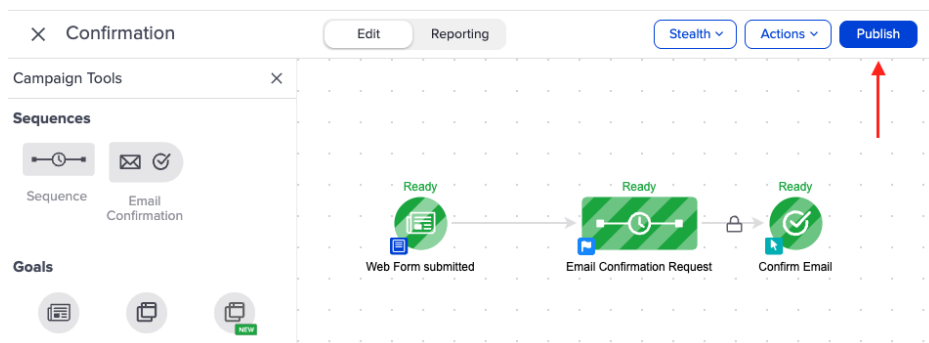 Confirmation
Edit
Reporting
Stealth
Actions
Publish
Campaign Tools
Sequences
Sequence
Email
Confirmation
Goals
NEW
Ready
Ready
Ready
Web Form submitted
Email Confirmation Request
Confirm Email